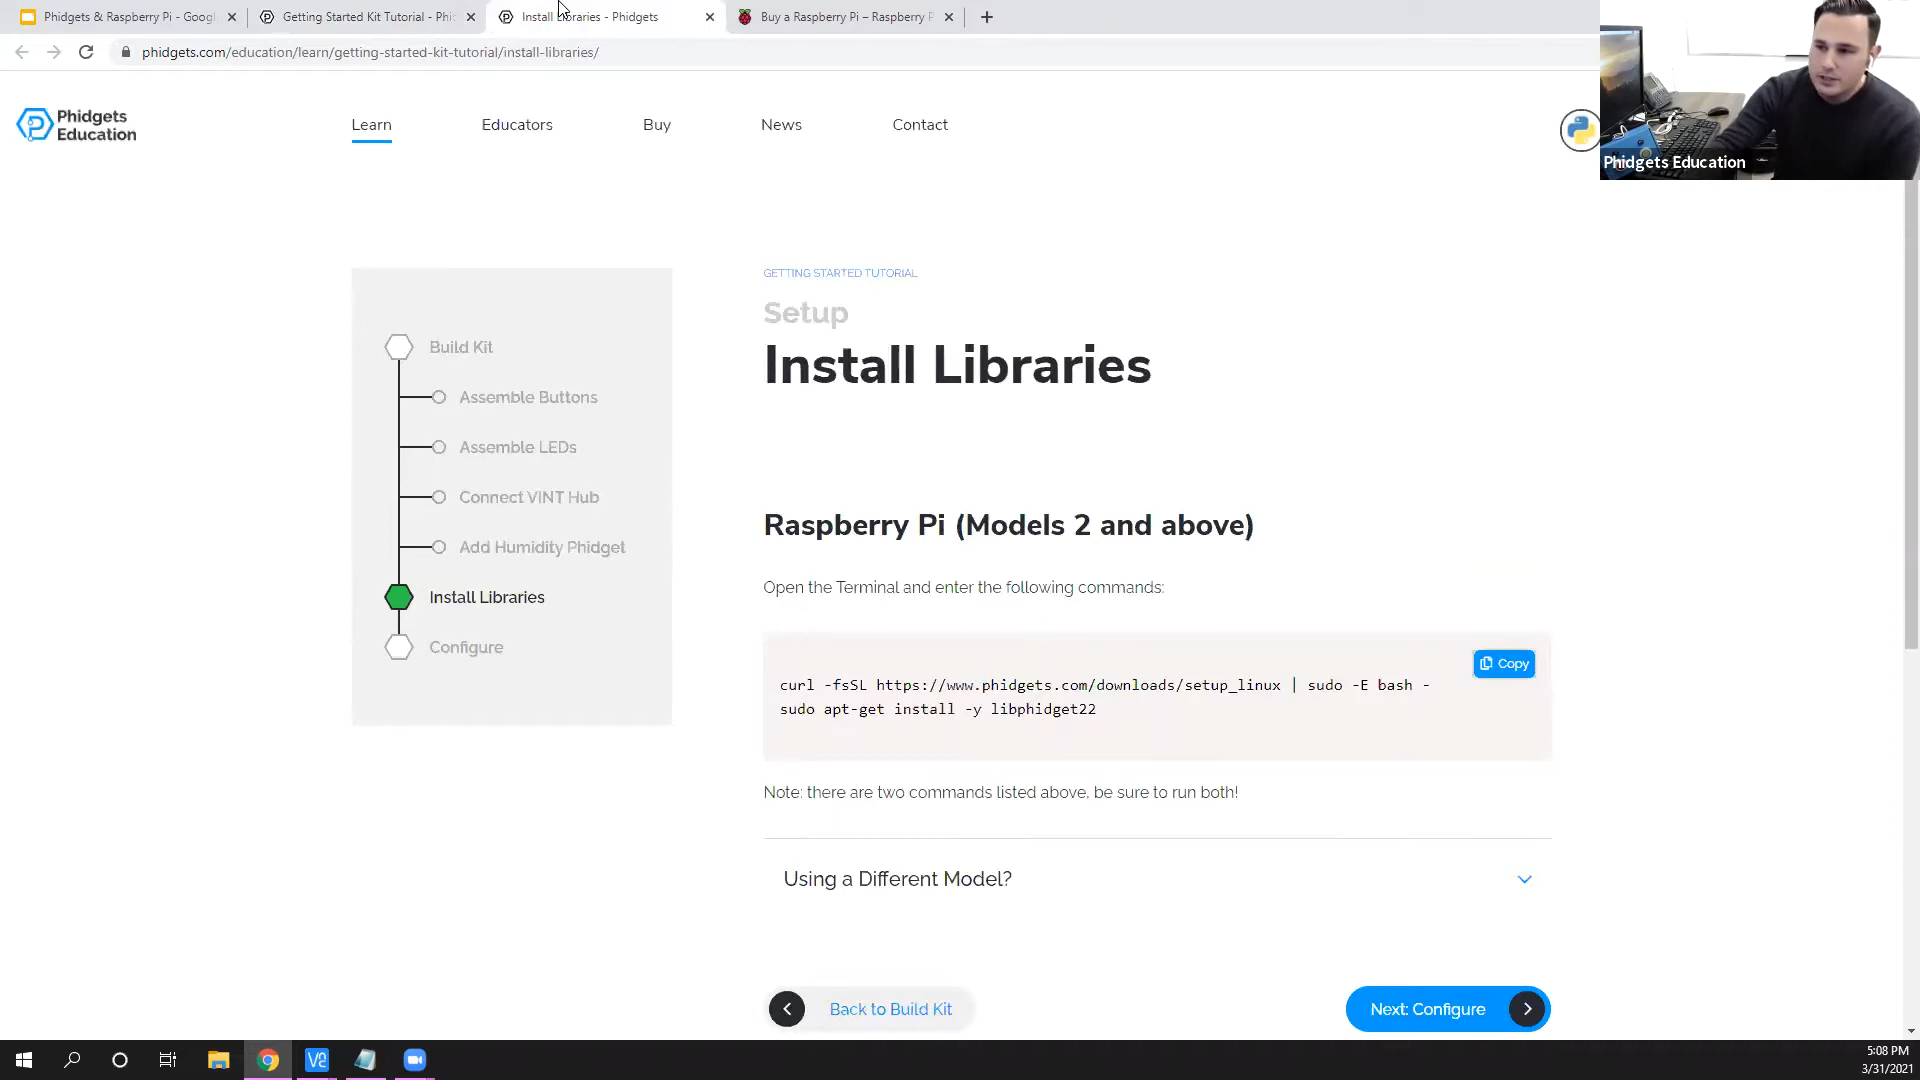 Phidgets & Raspberry Pi - Googl
Getting Started Kit Tutorial - Phi
Install Libraries - Phidgets
Buy a Raspberry Pi – Raspberry P
phidgets.com/education/learn/getting-started-kit-tutorial/install-libraries/
Phidgets
Education
Learn
Educators
Buy
News
Contact
Phidgets Education
Build Kit
Assemble Buttons
Assemble LEDs
Connect VINT Hub
Add Humidity Phidget
Install Libraries
Configure
GETTING STARTED TUTORIAL
Setup
Install Libraries
Raspberry Pi (Models 2 and above)
Open the Terminal and enter the following commands:
Copy
curl -fsSL https://www.phidgets.com/downloads/setup_linux | sudo -E bash -
sudo apt-get install -y libphidget22
Note: there are two commands listed above, be sure to run both!
Using a Different Model?
Back to Build Kit
Next: Configure
5:08 PM
3/31/2021